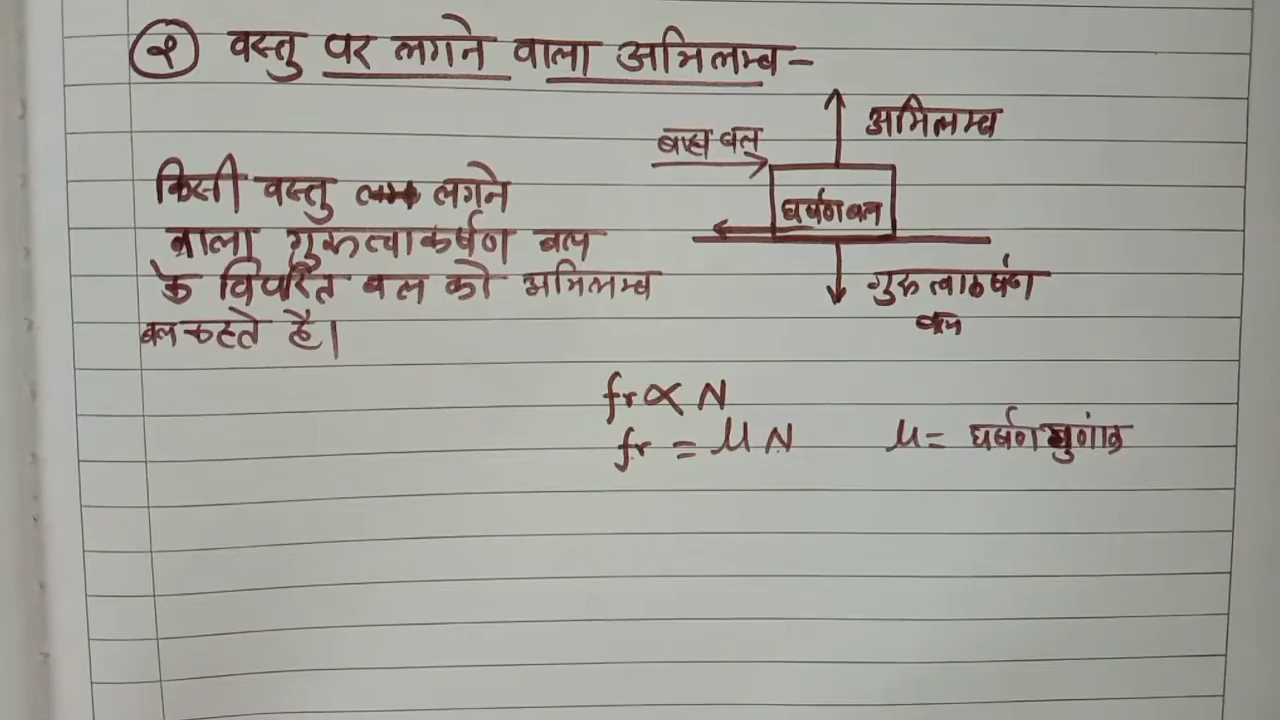 २ वस्तु पर लगने वाला अभिलम्ब –
अभिलम्ब
बाह्य बल
किसी वस्तु लगने
घर्षण बल
वाला गुरुत्वाकर्षण बल
के विपरित बल को अभिलम्ब
गुरुत्वाकर्षण
बल
बल कहते है।
fr ∝ N
fr = μ N
μ = घर्षण गुणांक